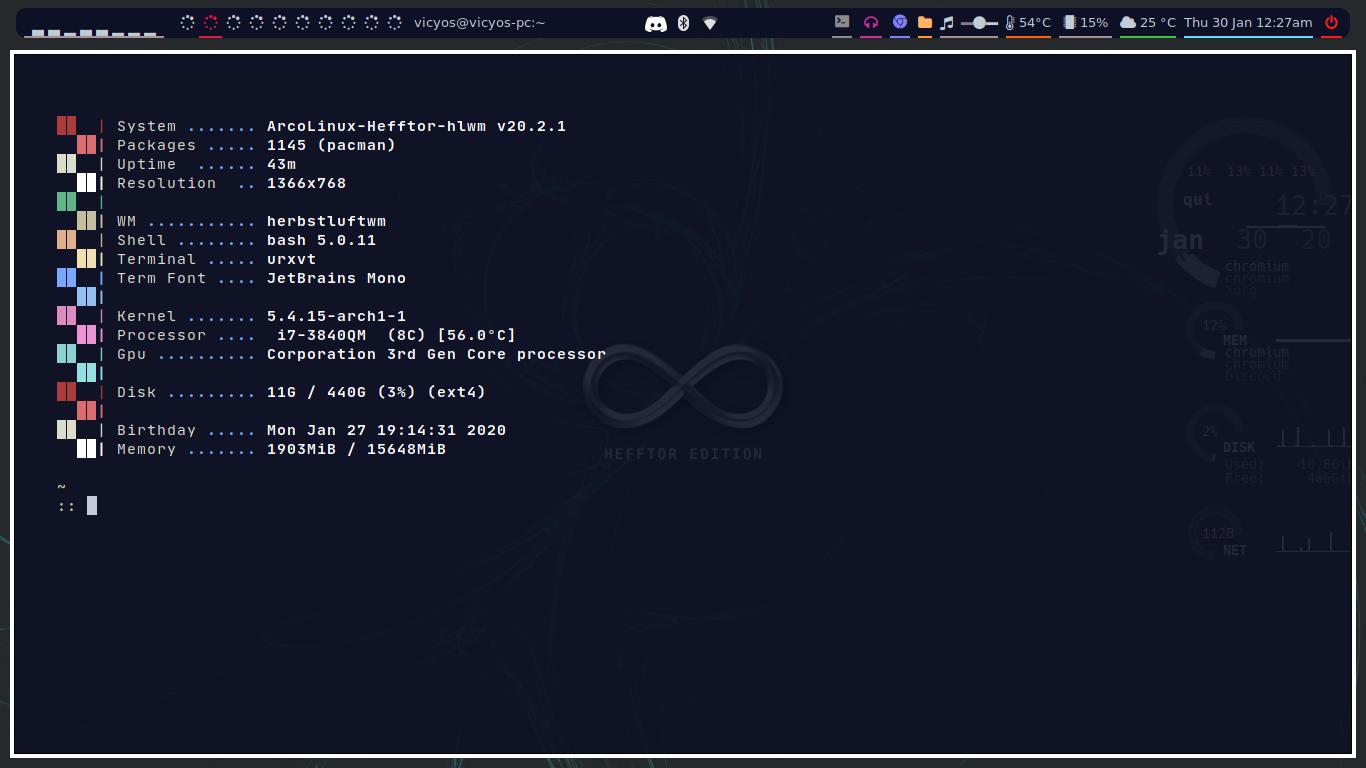 vicyos@vicyos-pc:~
54°C
15%
25 °C
Thu 30 Jan 12:27am
System ....... ArcoLinux-Hefftor-hlwm v20.2.1
Packages ..... 1145 (pacman)
Uptime ...... 43m
Resolution .. 1366x768
WM ........... herbstluftwm
Shell ........ bash 5.0.11
Terminal ..... urxvt
Term Font .... JetBrains Mono
Kernel ....... 5.4.15-arch1-1
Processor .... i7-3840QM (8C) [56.0°C]
Gpu .......... Corporation 3rd Gen Core processor
Disk ......... 11G / 440G (3%) (ext4)
Birthday ..... Mon Jan 27 19:14:31 2020
Memory ....... 1903MiB / 15648MiB
~
::
HEFFTOR EDITION
11% 13% 11% 13%
qui 12:27
jan 30 20
chromium
chromium
Xorg
12%
MEM
chromium
chromium
Discord
2%
DISK
Used:
Free:
112B
NET